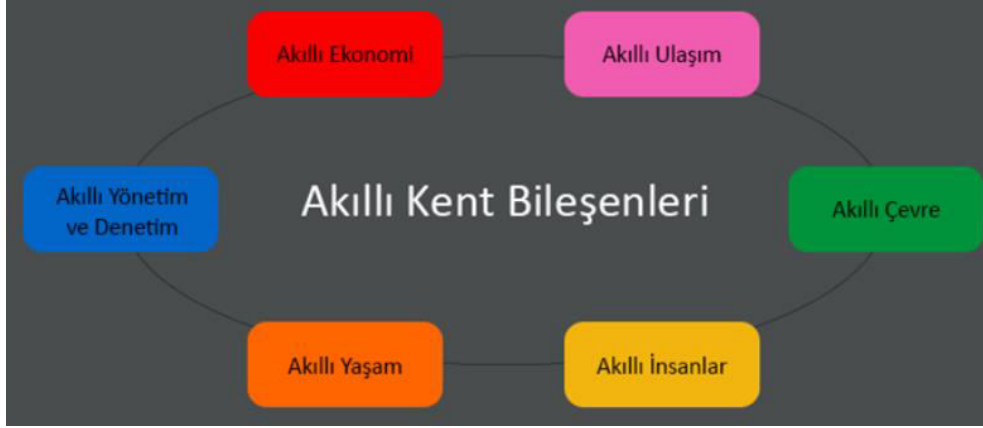 Akıllı Ekonomi
Akıllı Ulaşım
Akıllı Yönetim
ve Denetim
Akıllı Kent Bileşenleri
Akıllı Çevre
Akıllı Yaşam
Akıllı İnsanlar